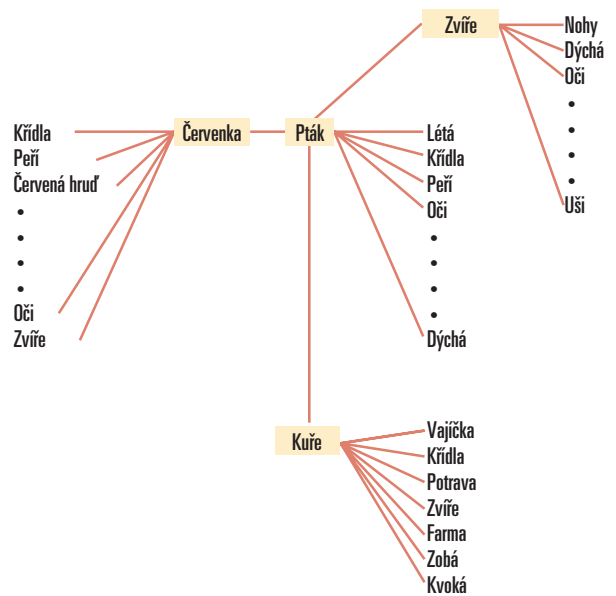 Zvíře
Nohy
Dýchá
Oči
•
•
•
•
Uši
Křídla
Peří
Červená hruď
•
•
•
•
Oči
Zvíře
Červenka
Pták
Létá
Křídla
Peří
Oči
•
•
•
•
Dýchá
Kuře
Vajíčka
Křídla
Potrava
Zvíře
Farma
Zobá
Kvoká